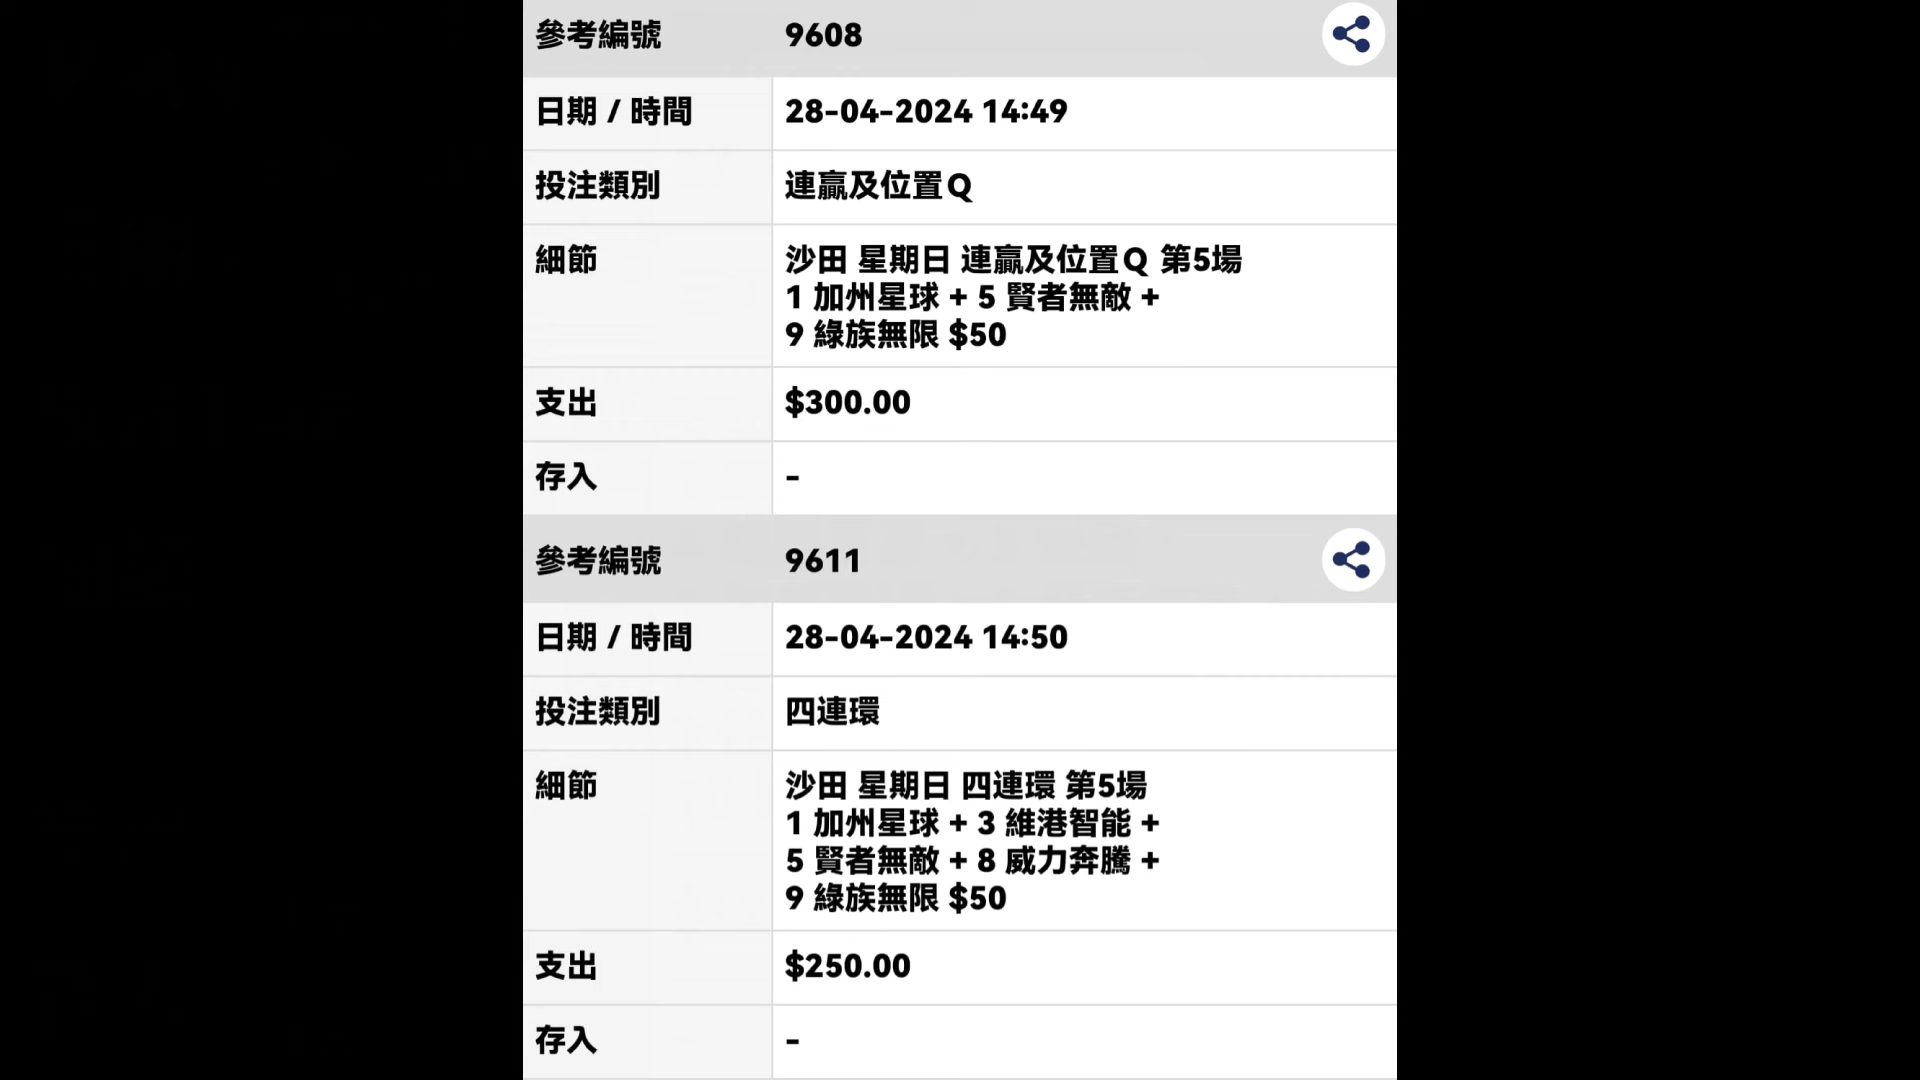 參考編號 9608
日期 / 時間 28-04-2024 14:49
投注類別 連贏及位置Q
細節 沙田 星期日 連贏及位置Q 第5場
1 加州星球 + 5 賢者無敵 +
9 綠族無限 $50
支出 $300.00
存入 -
參考編號 9611
日期 / 時間 28-04-2024 14:50
投注類別 四連環
細節 沙田 星期日 四連環 第5場
1 加州星球 + 3 維港智能 +
5 賢者無敵 + 8 威力奔騰 +
9 綠族無限 $50
支出 $250.00
存入 -